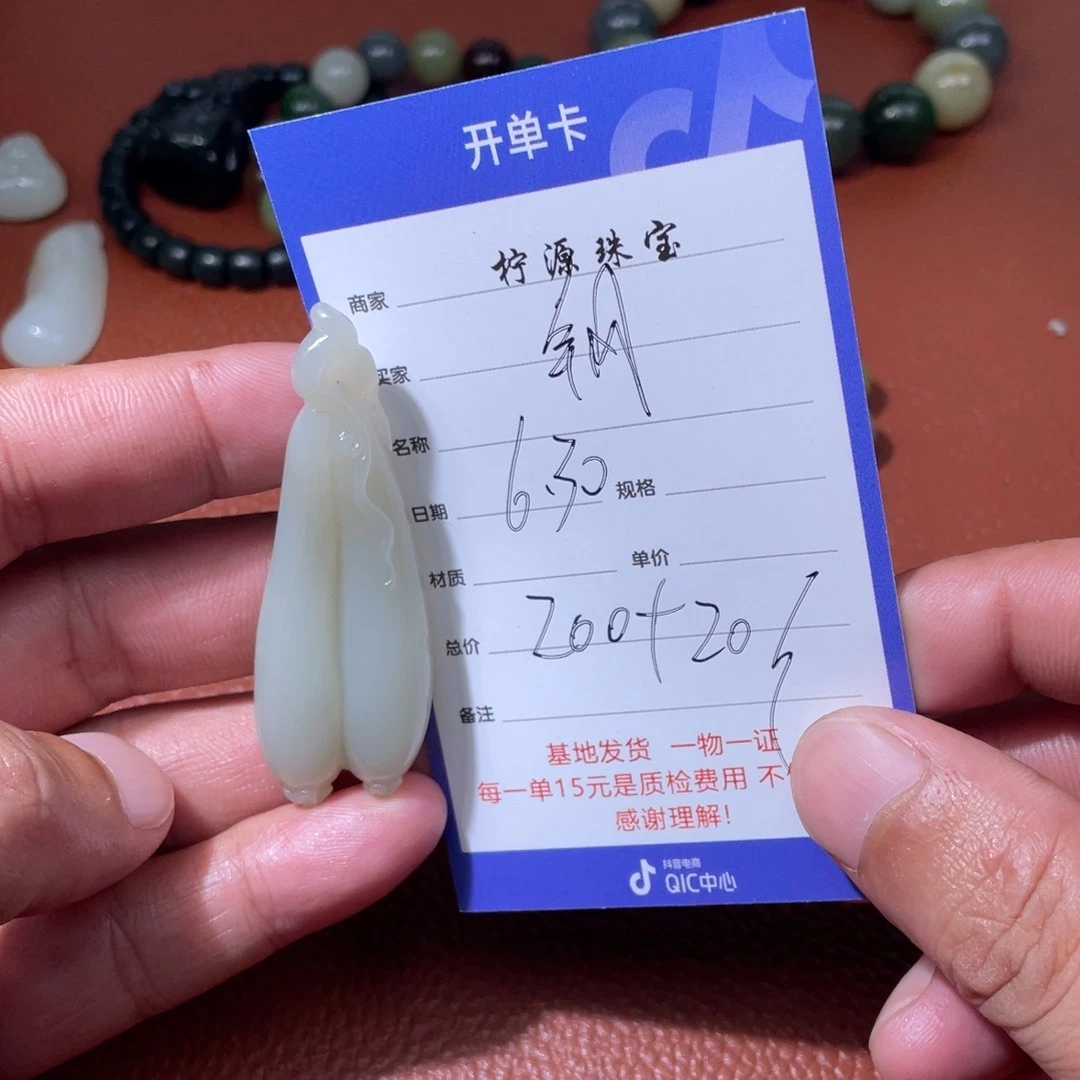 开单卡
商家 柠源珠宝
买家
名称
日期 630 规格
材质 单价
总价 200+20
备注
基地发货 一物一证
每一单15元是质检费用 不
感谢理解!
抖音电商
QIC中心